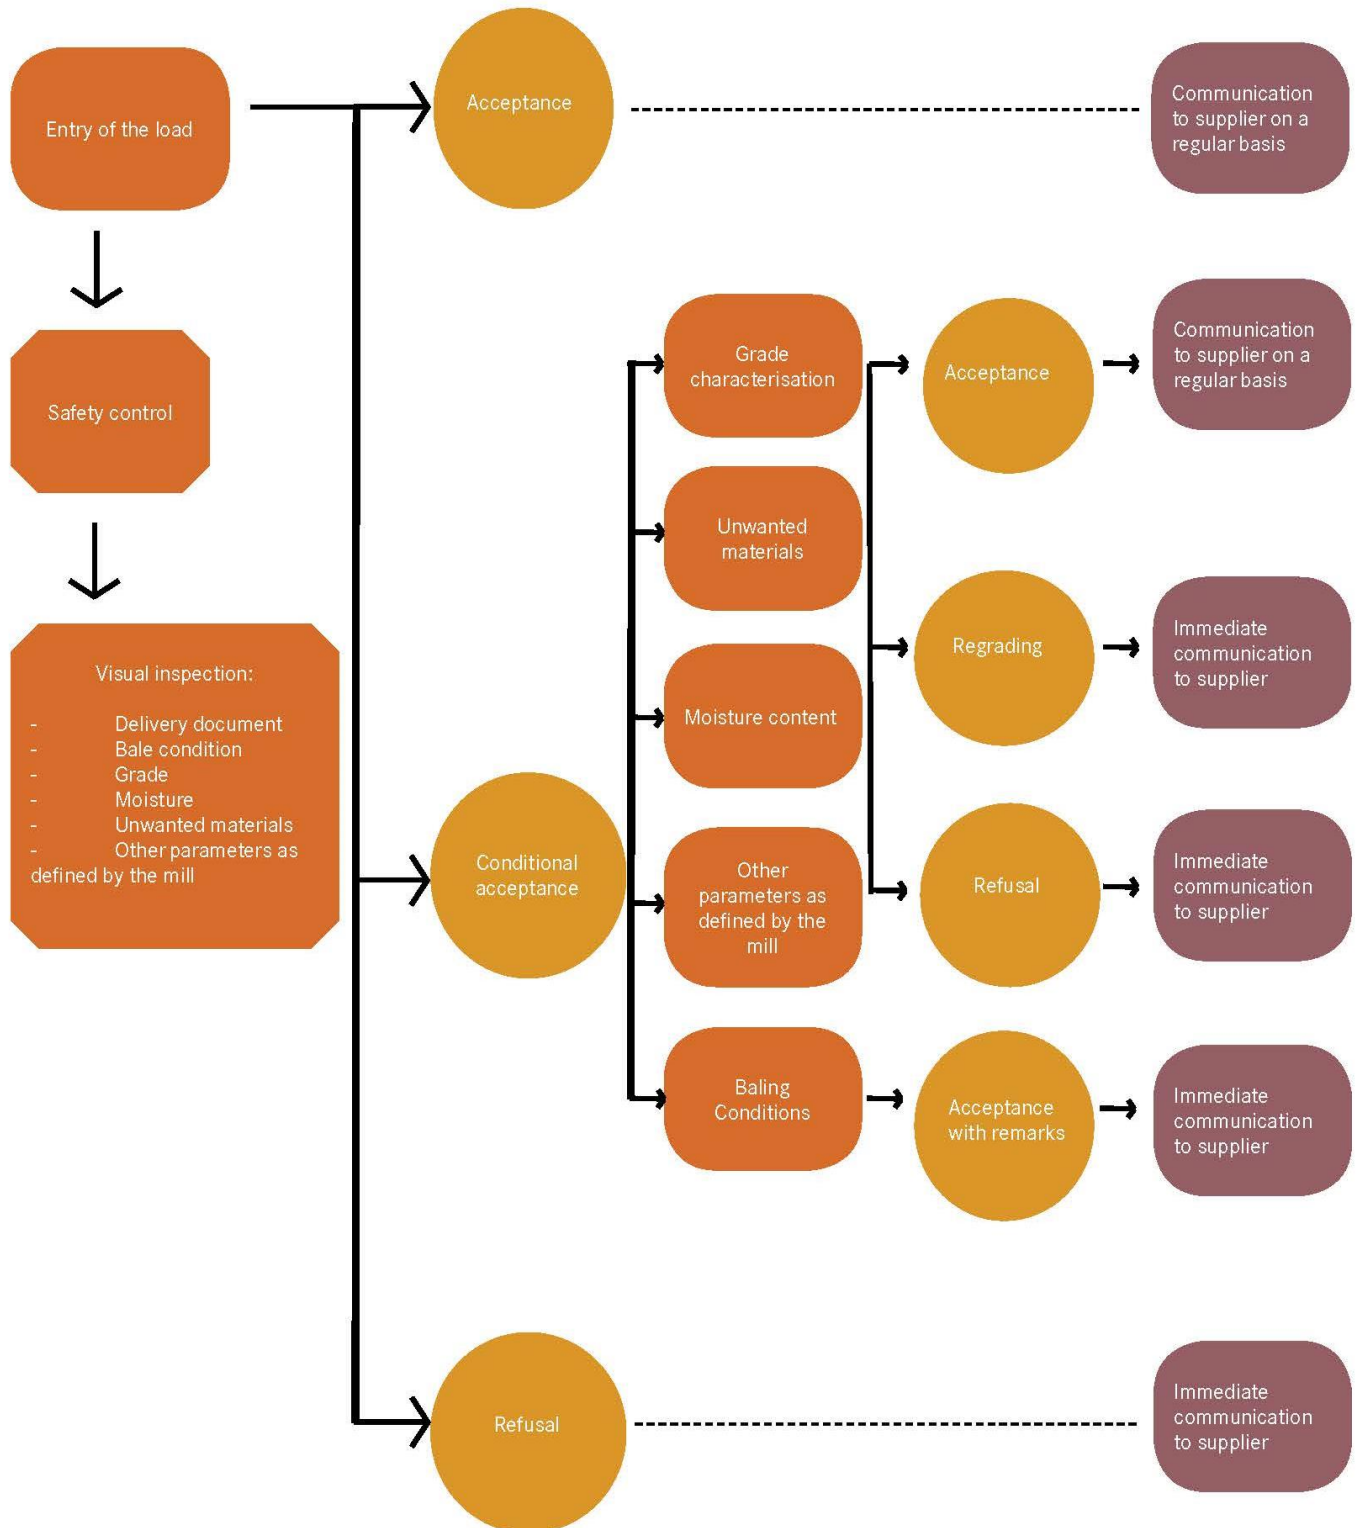 Entry of the load
Safety control
Visual inspection:
- Delivery document
- Bale condition
- Grade
- Moisture
- Unwanted materials
- Other parameters as
defined by the mill
Acceptance
Communication
to supplier on a
regular basis
Conditional
acceptance
Grade
characterisation
Unwanted
materials
Moisture content
Other
parameters as
defined by the
mill
Baling
Conditions
Acceptance
Communication
to supplier on a
regular basis
Regrading
Immediate
communication
to supplier
Refusal
Immediate
communication
to supplier
Acceptance
with remarks
Immediate
communication
to supplier
Refusal
Immediate
communication
to supplier